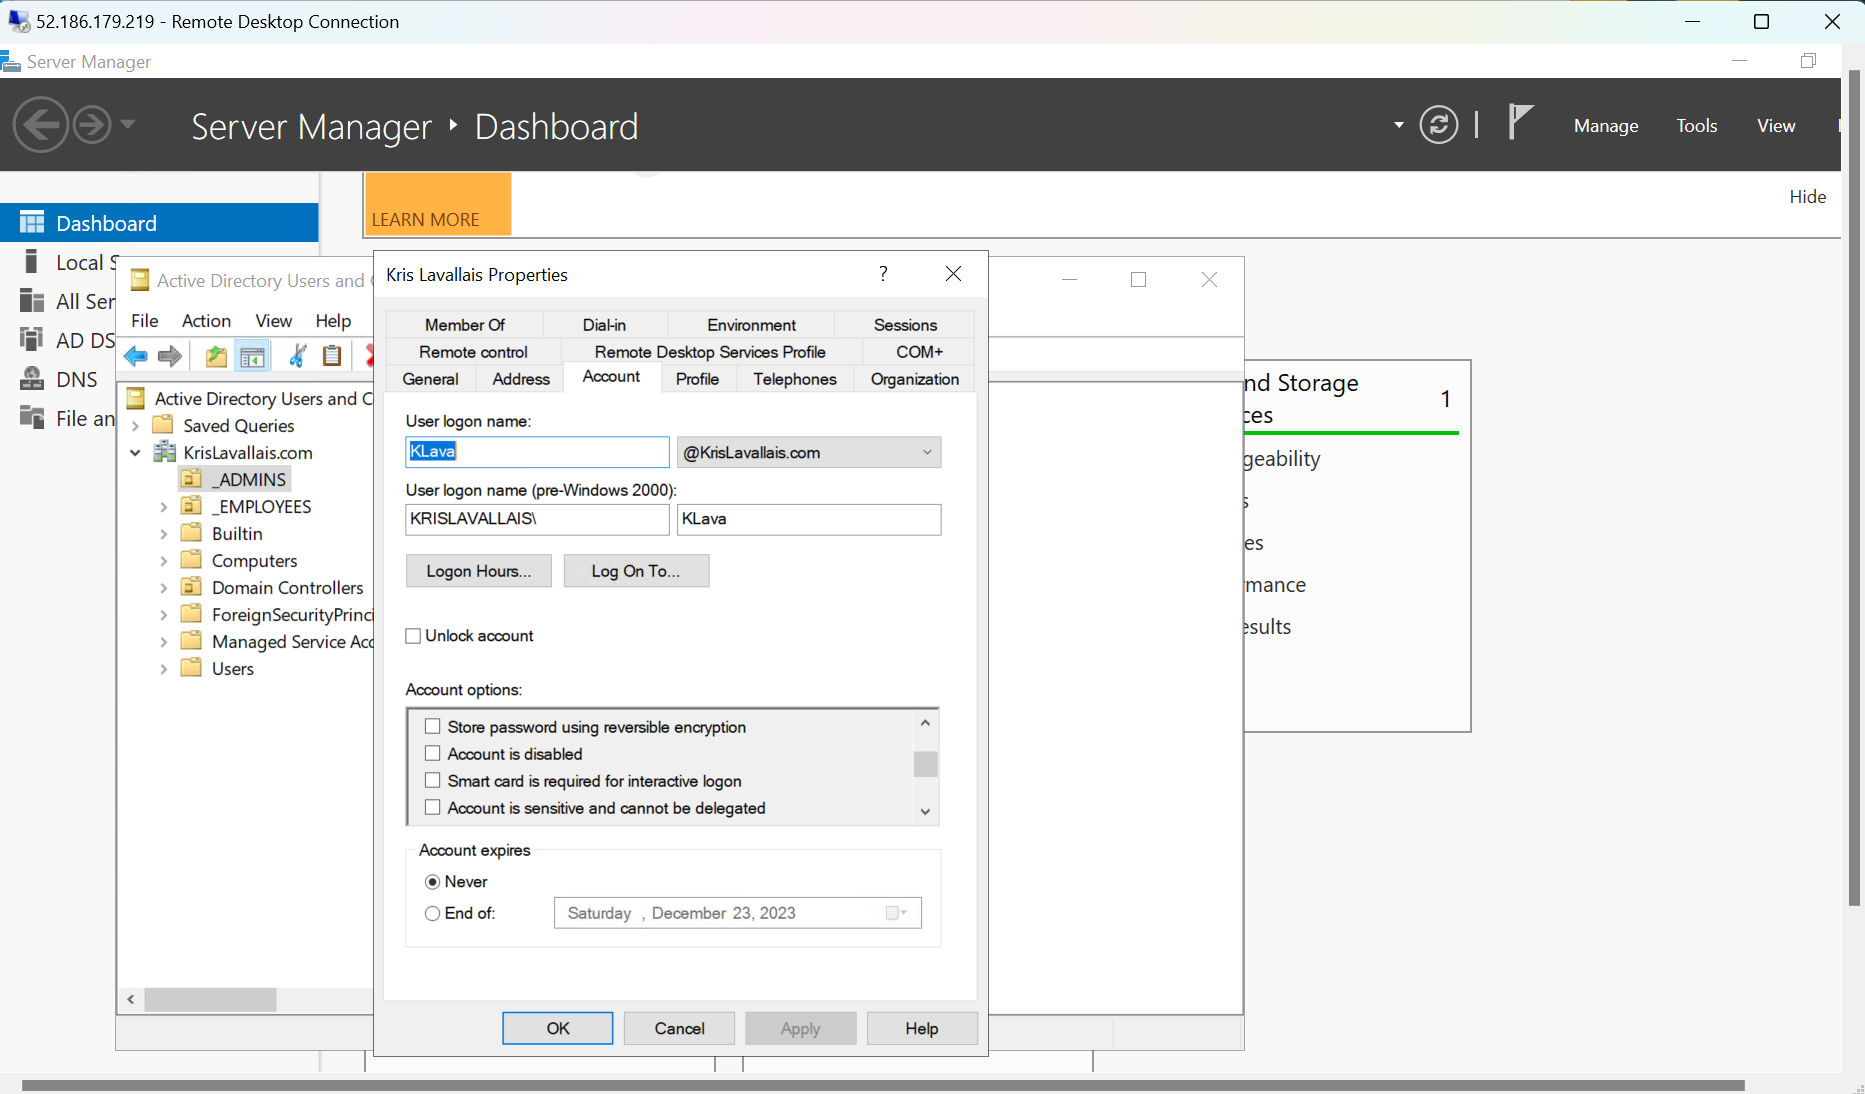 52.186.179.219 - Remote Desktop Connection
Server Manager
Server Manager ‣ Dashboard
Manage Tools View
LEARN MORE
Hide
Dashboard
Local S
All Ser
AD DS
DNS
File an
Active Directory Users and C
File Action View Help
Active Directory Users and C
Saved Queries
KrisLavallais.com
_ADMINS
_EMPLOYEES
Builtin
Computers
Domain Controllers
ForeignSecurityPrinci
Managed Service Acc
Users
Kris Lavallais Properties
?
Member Of Dial-in Environment Sessions
Remote control Remote Desktop Services Profile COM+
General Address Account Profile Telephones Organization
User logon name:
KLava @KrisLavallais.com
User logon name (pre-Windows 2000):
KRISLAVALLAIS\ KLava
Logon Hours... Log On To...
Unlock account
Account options:
Store password using reversible encryption
Account is disabled
Smart card is required for interactive logon
Account is sensitive and cannot be delegated
Account expires
Never
End of: Saturday , December 23, 2023
OK Cancel Apply Help
nd Storage
ces 1
geability
s
es
rmance
esults